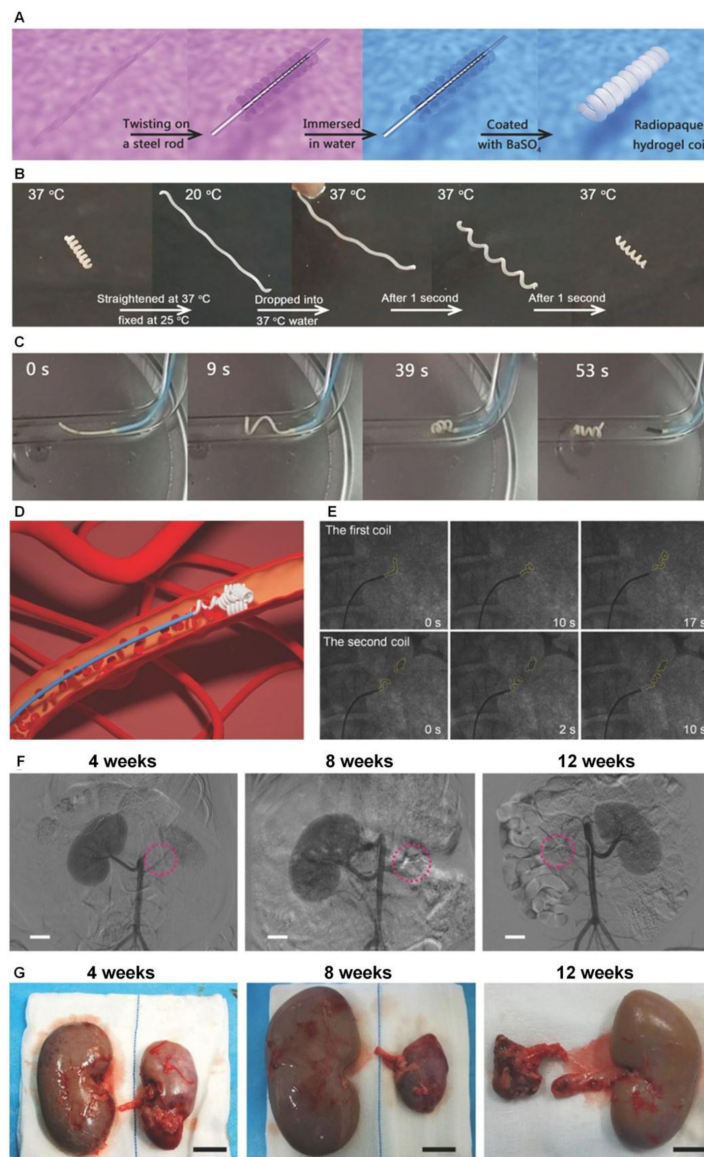 A
Twisting on
a steel rod
Immersed
in water
Coated
with BaSO₄
Radiopaque
hydrogel coi
B
37 °C
20 °C
37 °C
37 °C
37 °C
Straightened at 37 °C
fixed at 25 °C
Dropped into
37 °C water
After 1 second
After 1 second
C
0 s
9 s
39 s
53 s
D
E
The first coil
0 s
10 s
17 s
The second coil
0 s
2 s
10 s
F
4 weeks
8 weeks
12 weeks
G
4 weeks
8 weeks
12 weeks